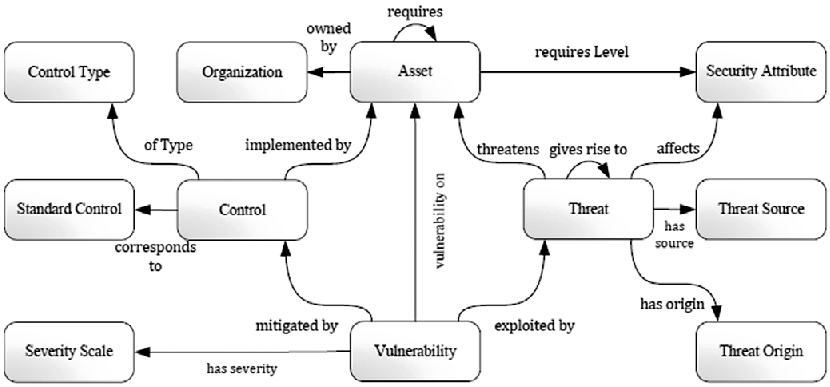 requires
owned
by
requires Level
Control Type
Organization
Asset
Security Attribute
of Type
implemented by
threatens
gives rise to
affects
vulnerability on
Standard Control
Control
Threat
Threat Source
corresponds
to
has
source
has origin
mitigated by
exploited by
Severity Scale
has severity
Vulnerability
Threat Origin